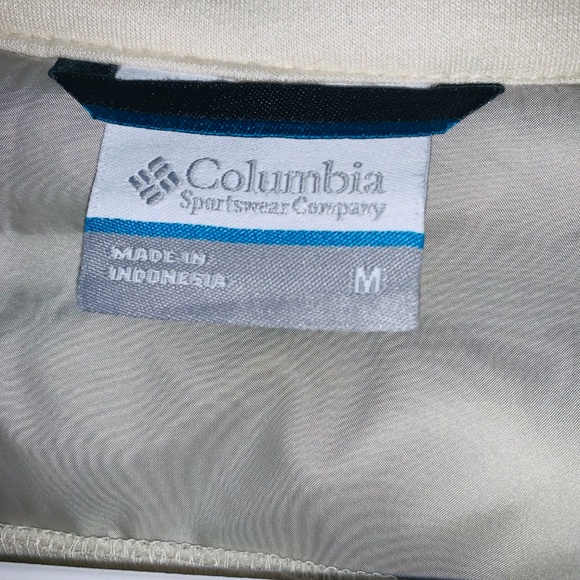 Columbia
Sportswear Company
MADE IN
INDONESIA
M